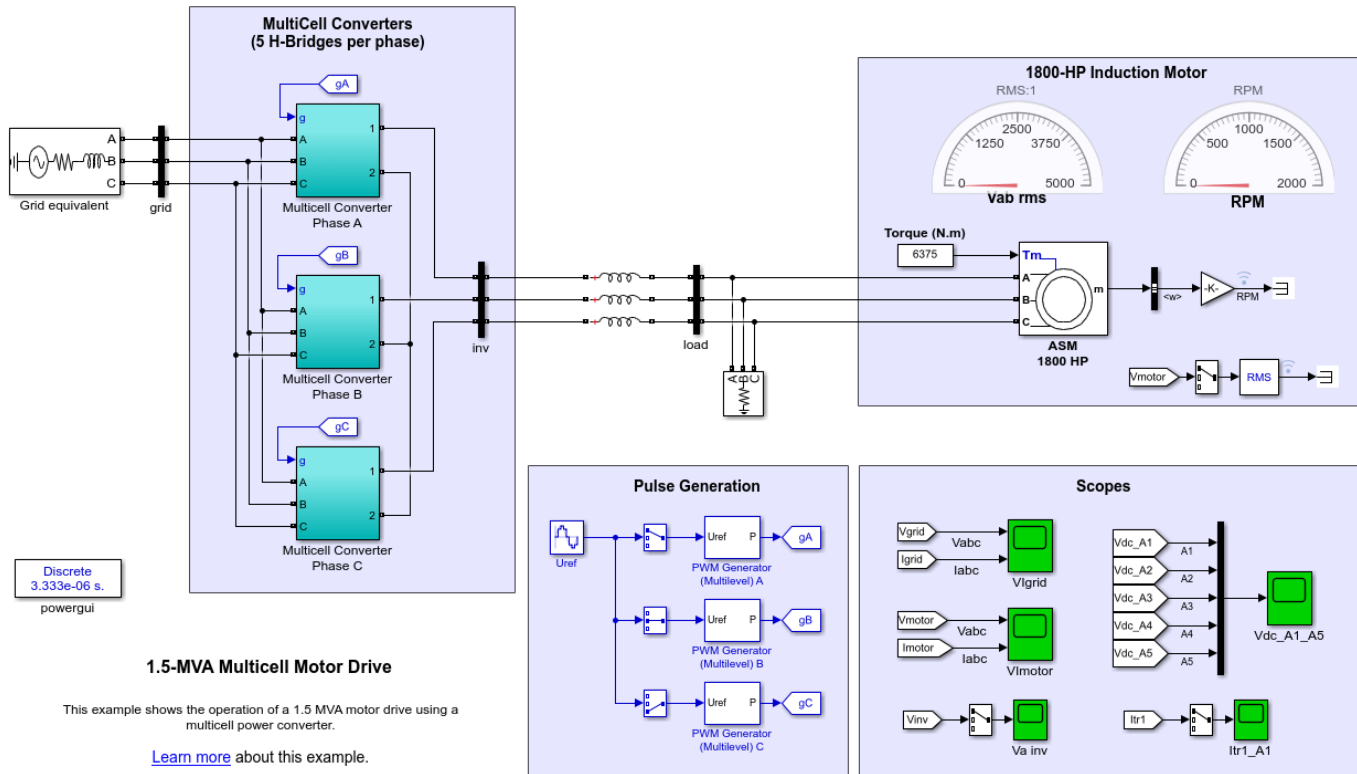 MultiCell Converters
(5 H-Bridges per phase)
gA
g
A
B
C
1
2
Multicell Converter
Phase A
A
B
C
Grid equivalent
grid
gB
g
A
B
C
1
2
Multicell Converter
Phase B
gC
g
A
B
C
1
2
Multicell Converter
Phase C
inv
load
A
B
C
1800-HP Induction Motor
RMS:1
0
1250
2500
3750
5000
Vab rms
RPM
0
500
1000
1500
2000
RPM
Torque (N.m)
6375
Tm
A
B
C
m
ASM
1800 HP
<w>
-K-
RPM
Vmotor
RMS
Discrete
3.333e-06 s.
powergui
1.5-MVA Multicell Motor Drive
This example shows the operation of a 1.5 MVA motor drive using a
multicell power converter.
Learn more about this example.
Pulse Generation
Uref
Uref
P
gA
PWM Generator
(Multilevel) A
Uref
P
gB
PWM Generator
(Multilevel) B
Uref
P
gC
PWM Generator
(Multilevel) C
Scopes
Vgrid
Vabc
Igrid
Iabc
VIgrid
Vmotor
Vabc
Imotor
Iabc
VImotor
Vinv
Va inv
Vdc_A1
A1
Vdc_A2
A2
Vdc_A3
A3
Vdc_A4
A4
Vdc_A5
A5
Vdc_A1_A5
Itr1
Itr1_A1